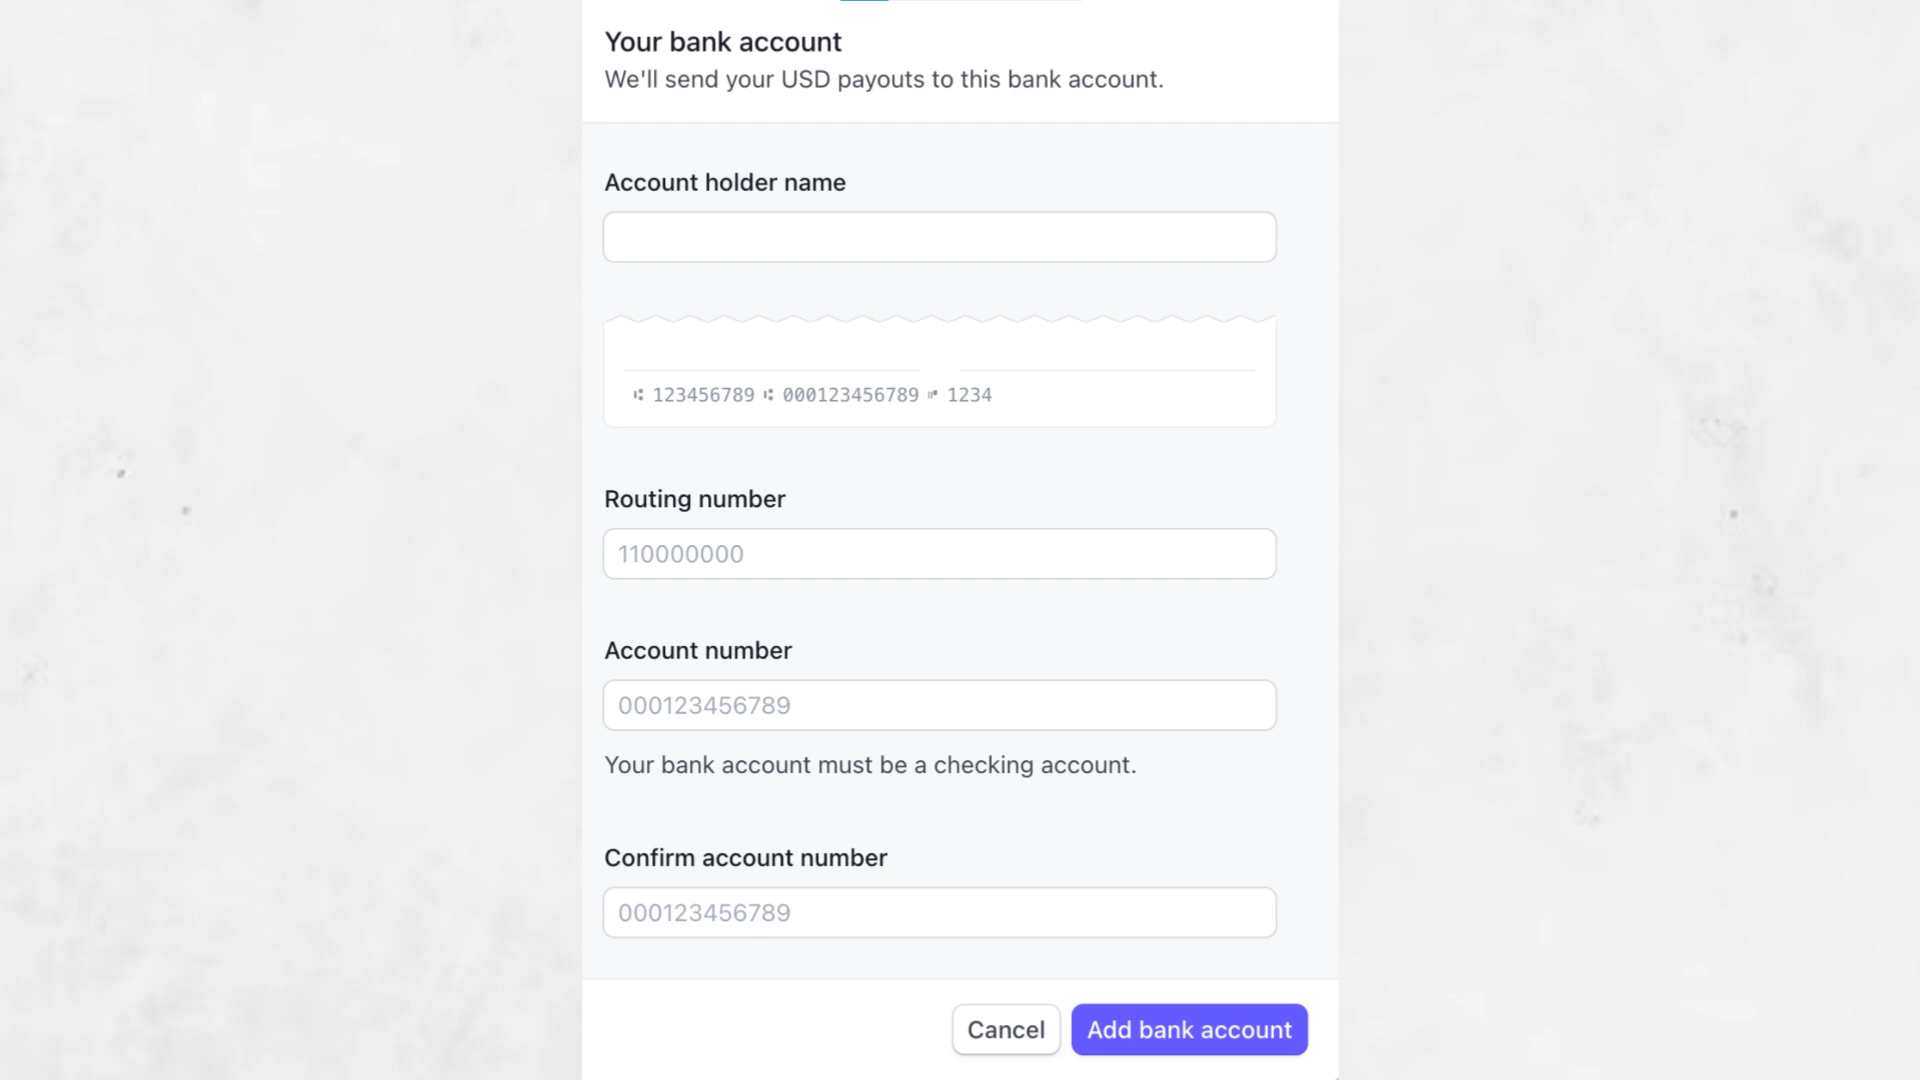 Your bank account
We'll send your USD payouts to this bank account.
Account holder name
⑆ 123456789 ⑆ 000123456789 ⑈ 1234
Routing number
110000000
Account number
000123456789
Your bank account must be a checking account.
Confirm account number
000123456789
Cancel
Add bank account